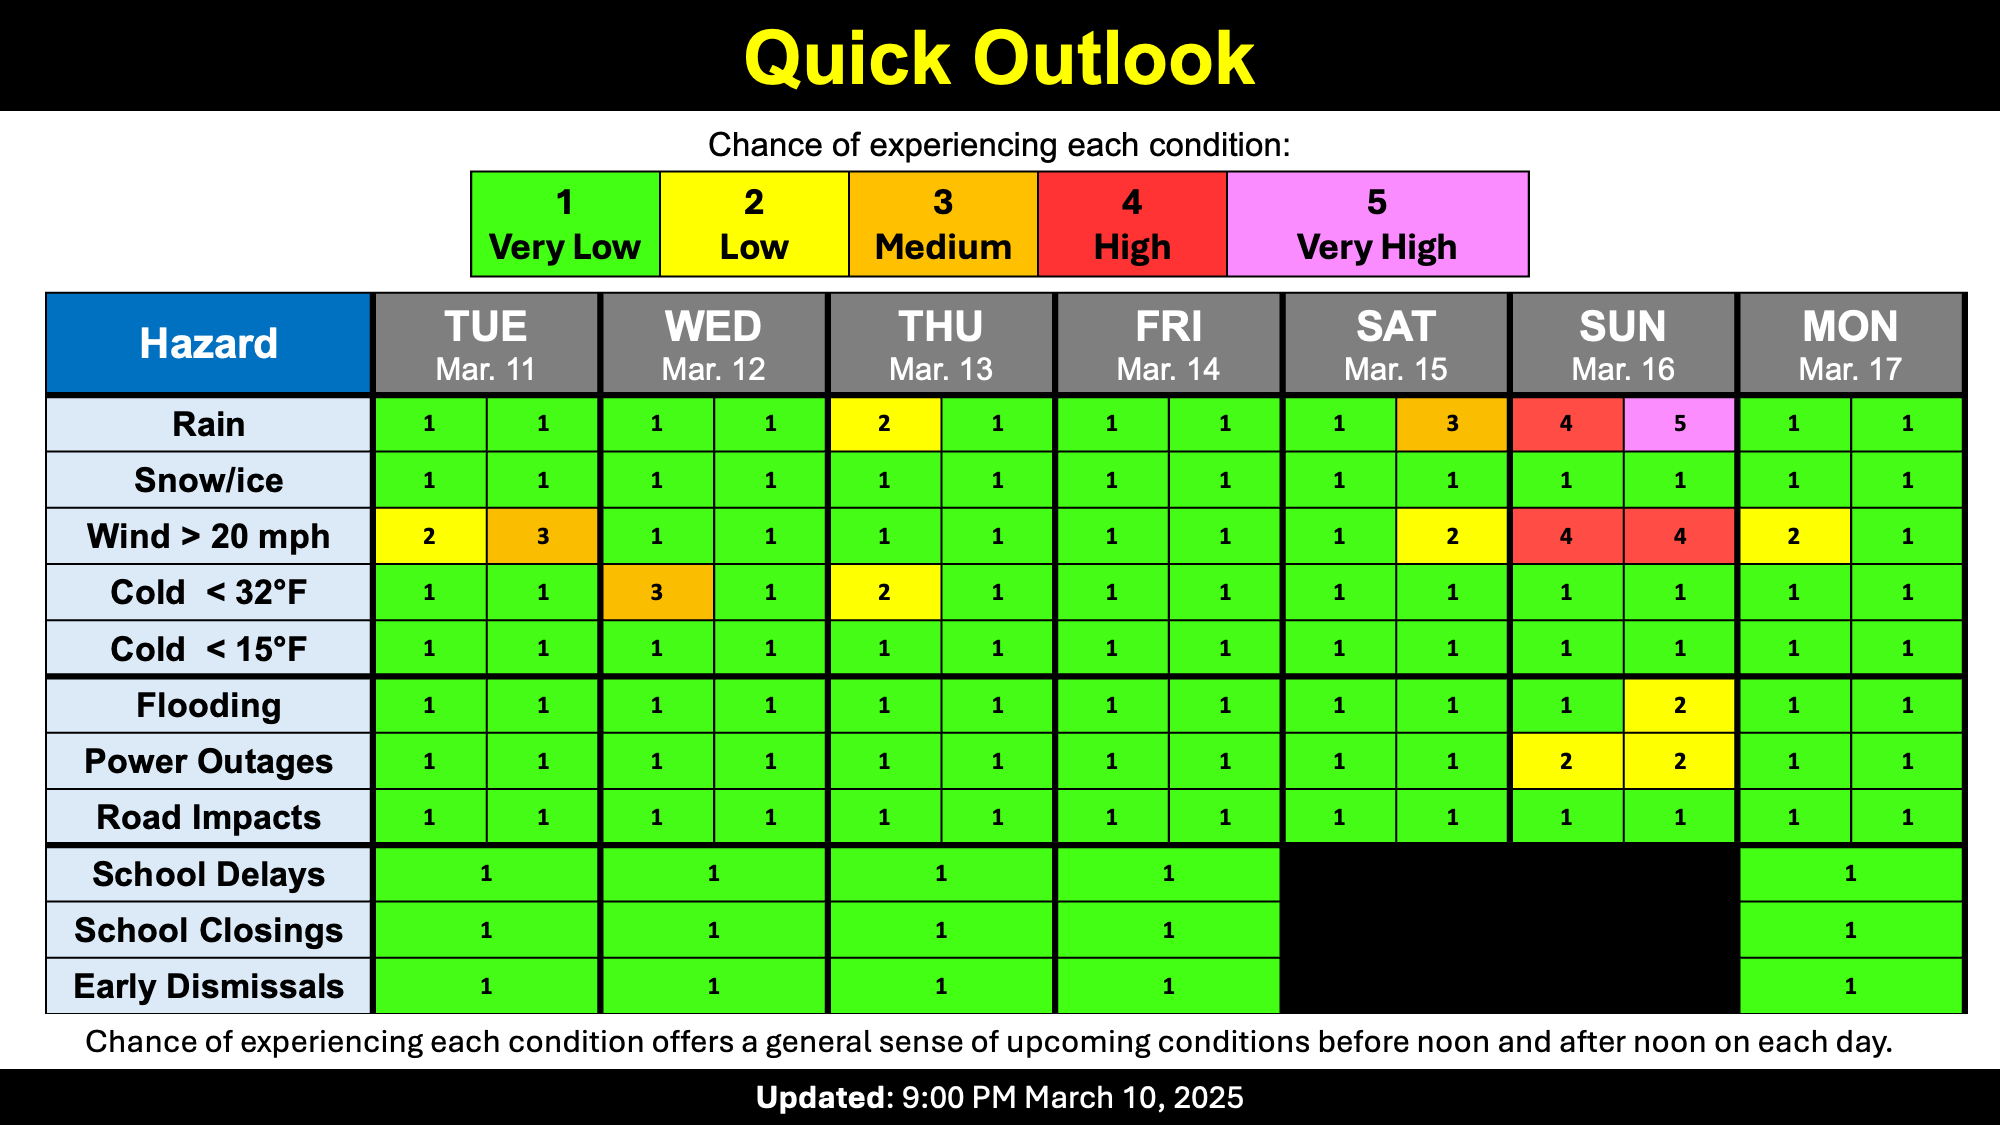 Quick Outlook
Chance of experiencing each condition:
1 2 3 4 5
Very Low Low Medium High Very High
Hazard TUE WED THU FRI SAT SUN MON
Mar. 11 Mar. 12 Mar. 13 Mar. 14 Mar. 15 Mar. 16 Mar. 17
Rain 1 1 1 1 2 1 1 1 1 3 4 5 1 1
Snow/ice 1 1 1 1 1 1 1 1 1 1 1 1 1 1
Wind > 20 mph 2 3 1 1 1 1 1 1 1 2 4 4 2 1
Cold < 32°F 1 1 3 1 2 1 1 1 1 1 1 1 1 1
Cold < 15°F 1 1 1 1 1 1 1 1 1 1 1 1 1 1
Flooding 1 1 1 1 1 1 1 1 1 1 1 2 1 1
Power Outages 1 1 1 1 1 1 1 1 1 1 2 2 1 1
Road Impacts 1 1 1 1 1 1 1 1 1 1 1 1 1 1
School Delays 1 1 1 1 1
School Closings 1 1 1 1 1
Early Dismissals 1 1 1 1 1
Chance of experiencing each condition offers a general sense of upcoming conditions before noon and after noon on each day.
Updated: 9:00 PM March 10, 2025